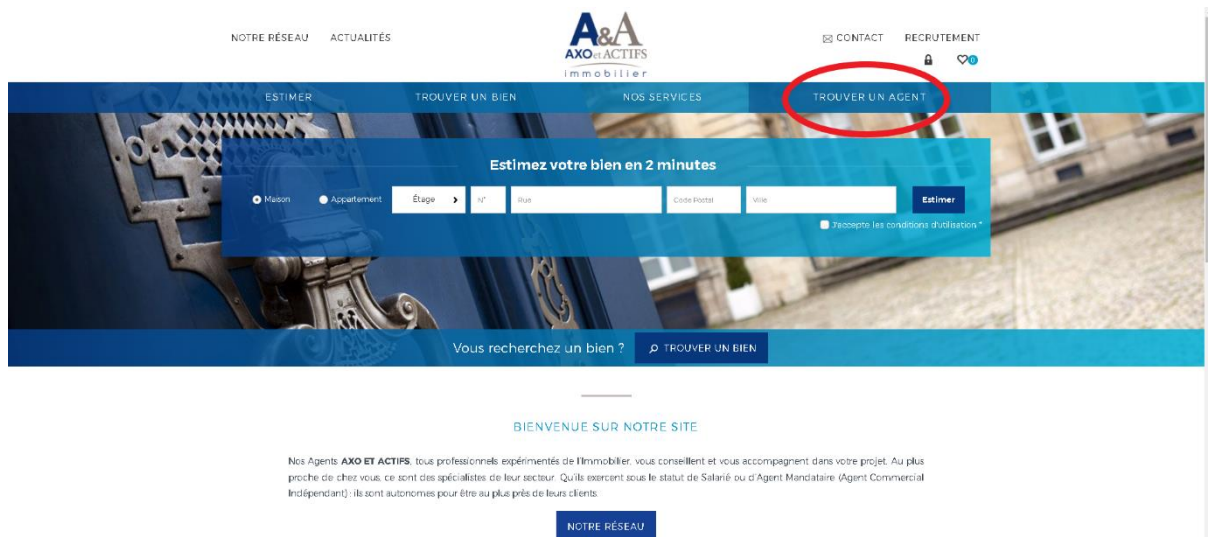 NOTRE RÉSEAU ACTUALITÉS
A&A
AXO et ACTIFS
immobilier
CONTACT RECRUTEMENT
0
ESTIMER TROUVER UN BIEN NOS SERVICES TROUVER UN AGENT
Estimez votre bien en 2 minutes
Maison Appartement Étage N° Rue Code Postal Ville Estimer
J'accepte les conditions d'utilisation *
Vous recherchez un bien ? TROUVER UN BIEN
BIENVENUE SUR NOTRE SITE
Nos Agents AXO ET ACTIFS, tous professionnels expérimentés de l'Immobilier, vous conseillent et vous accompagnent dans votre projet. Au plus
proche de chez vous, ce sont des spécialistes de leur secteur. Qu'ils exercent sous le statut de Salarié ou d'Agent Mandataire (Agent Commercial
Indépendant) ; ils sont autonomes pour être au plus près de leurs clients.
NOTRE RÉSEAU